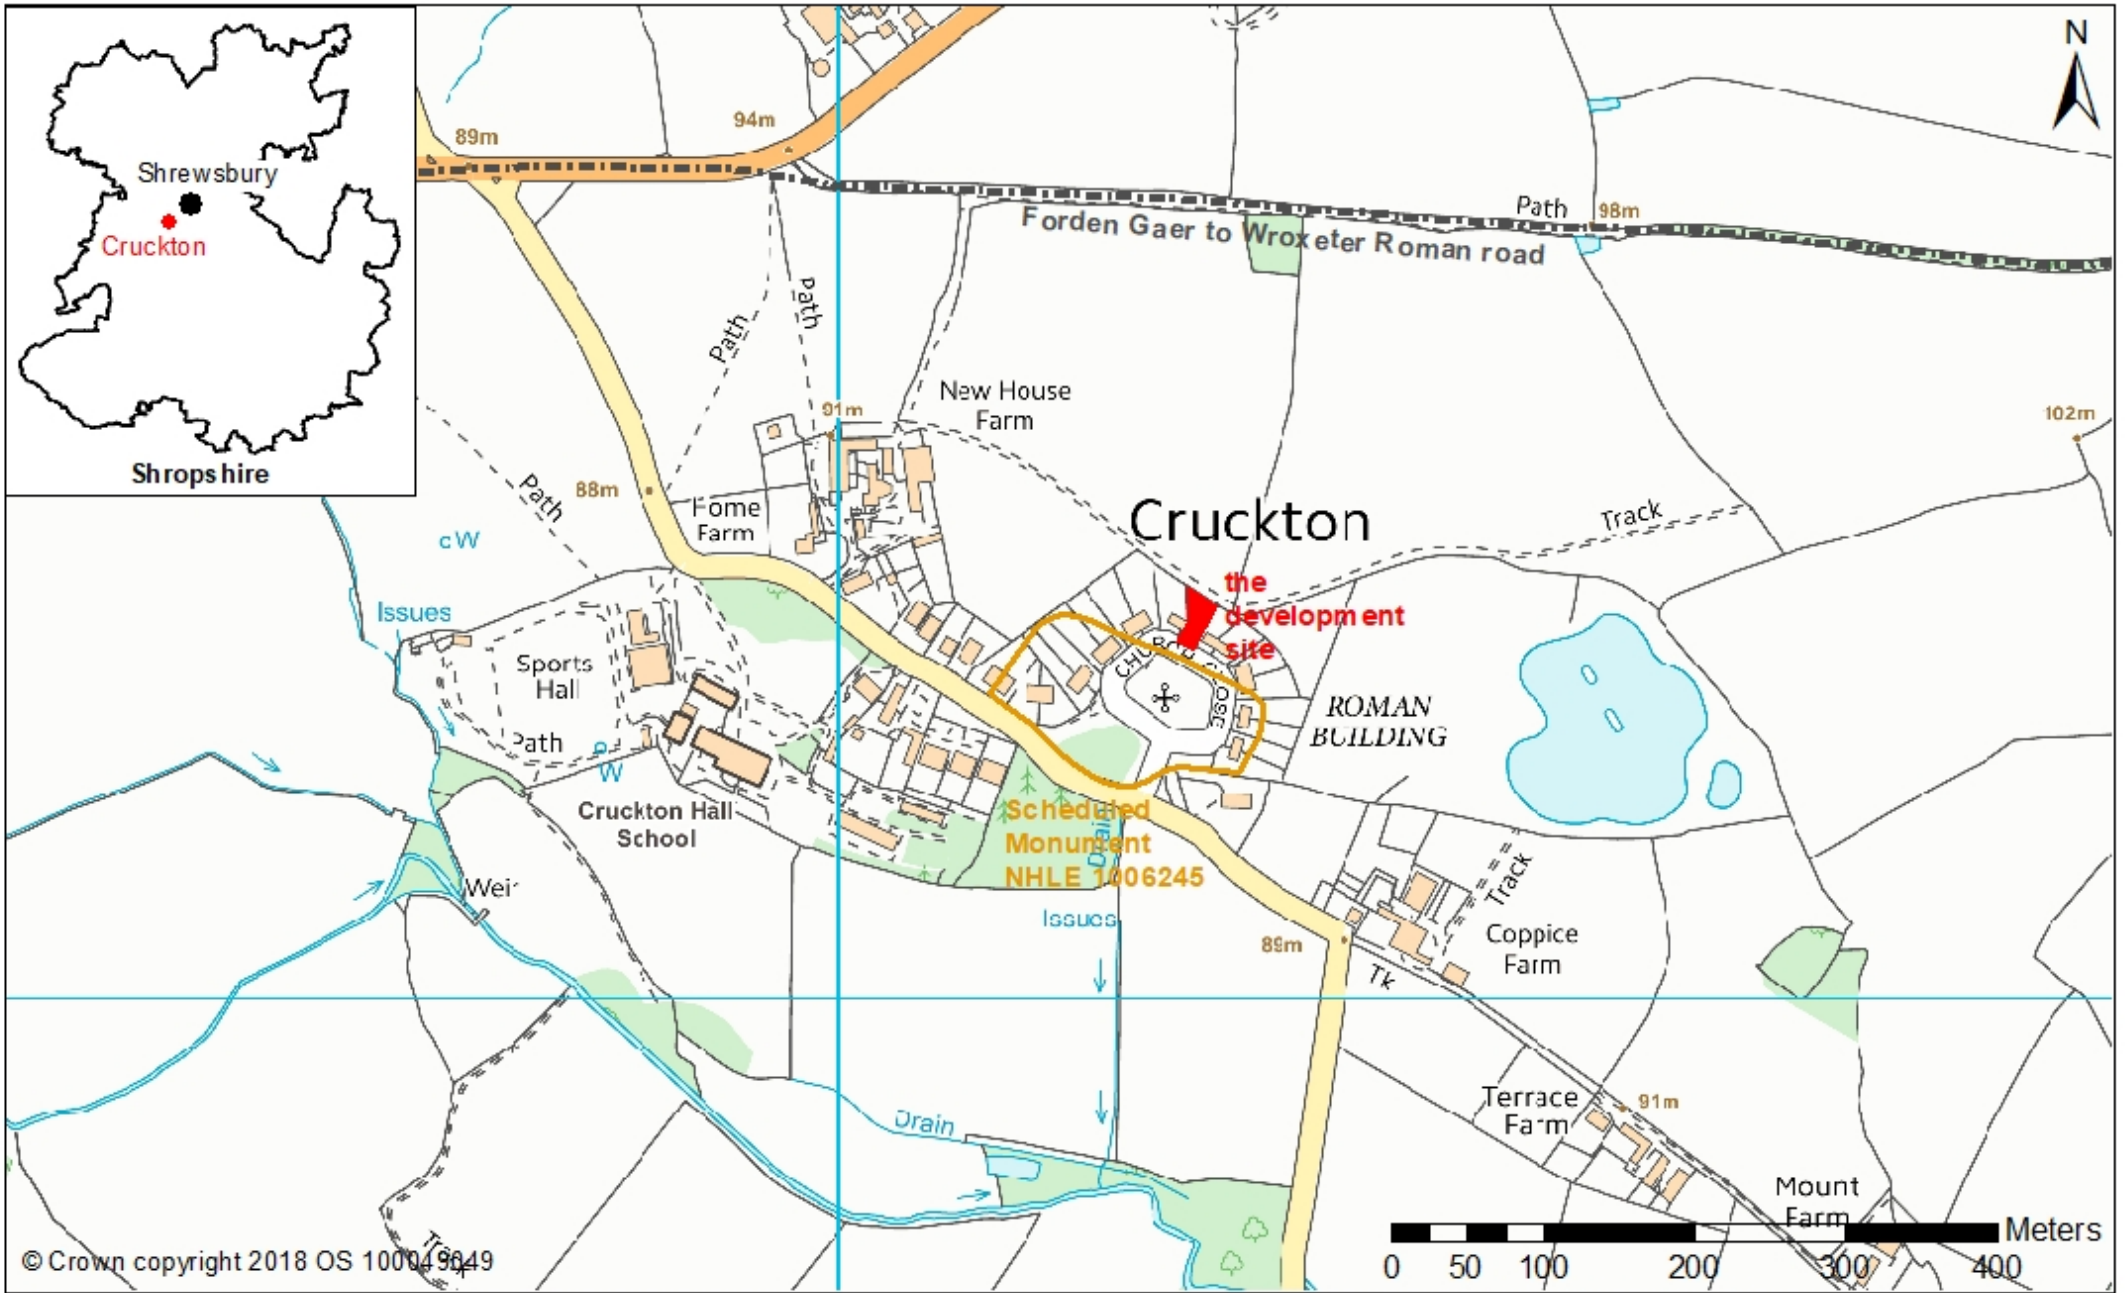 N
94m
89m
Shrewsbury
Cruckton
Shropshire
Path
98m
Forden Gaer to Wroxeter Roman road
Path
Path
New House
Farm
91m
102m
Path
88m
Farm
Cruckton
Track
the
development
site
Issues
Sports
Hall
ROMAN
BUILDING
Path
W
Cruckton Hall
School
Scheduled
Monument
NHLE 1006245
Drain
Weir
Issues
Track
Coppice
Farm
89m
Tk
Terrace
Farm
91m
Drain
Mount
Farm
Meters
0 50 100 200 300 400
© Crown copyright 2018 OS 100049049